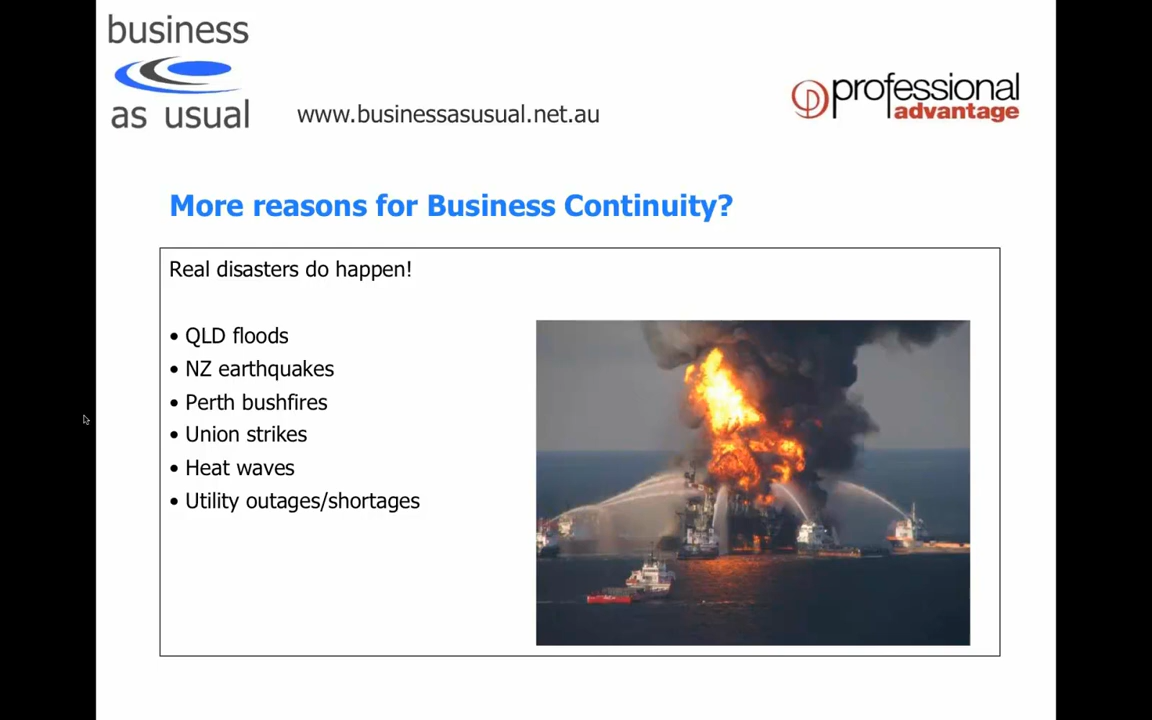 business
as usual
www.businessasusual.net.au
professional
advantage
More reasons for Business Continuity?
Real disasters do happen!
• QLD floods
• NZ earthquakes
• Perth bushfires
• Union strikes
• Heat waves
• Utility outages/shortages